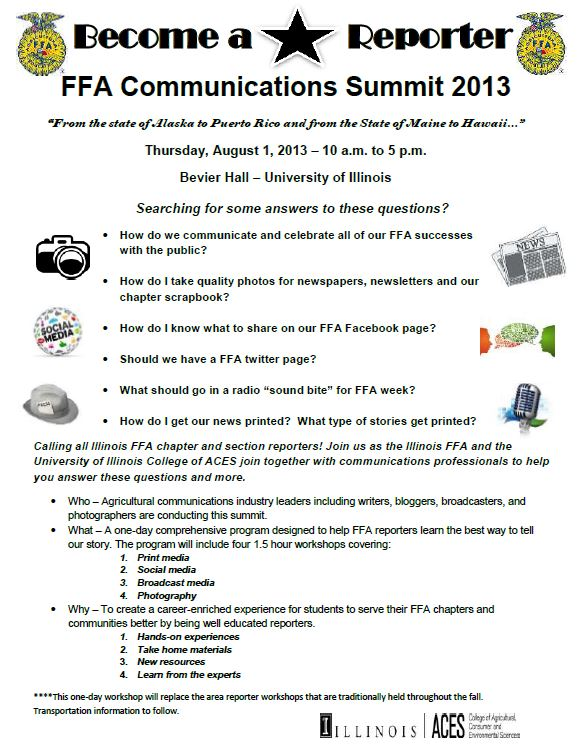 Become a Reporter
FFA Communications Summit 2013
“From the state of Alaska to Puerto Rico and from the State of Maine to Hawaii…”
Thursday, August 1, 2013 – 10 a.m. to 5 p.m.
Bevier Hall – University of Illinois
Searching for some answers to these questions?
• How do we communicate and celebrate all of our FFA successes
with the public?
NEWS
• How do I take quality photos for newspapers, newsletters and our
chapter scrapbook?
SOCIAL
MEDIA
• How do I know what to share on our FFA Facebook page?
• Should we have a FFA twitter page?
• What should go in a radio “sound bite” for FFA week?
• How do I get our news printed?  What type of stories get printed?
Calling all Illinois FFA chapter and section reporters! Join us as the Illinois FFA and the
University of Illinois College of ACES join together with communications professionals to help
you answer these questions and more.
• Who – Agricultural communications industry leaders including writers, bloggers, broadcasters, and
photographers are conducting this summit.
• What – A one-day comprehensive program designed to help FFA reporters learn the best way to tell
our story. The program will include four 1.5 hour workshops covering:
1. Print media
2. Social media
3. Broadcast media
4. Photography
• Why – To create a career-enriched experience for students to serve their FFA chapters and
communities better by being well educated reporters.
1. Hands-on experiences
2. Take home materials
3. New resources
4. Learn from the experts
****This one-day workshop will replace the area reporter workshops that are traditionally held throughout the fall.
Transportation information to follow.
I ILLINOIS | ACES
College of Agricultural,
Consumer and
Environmental Sciences